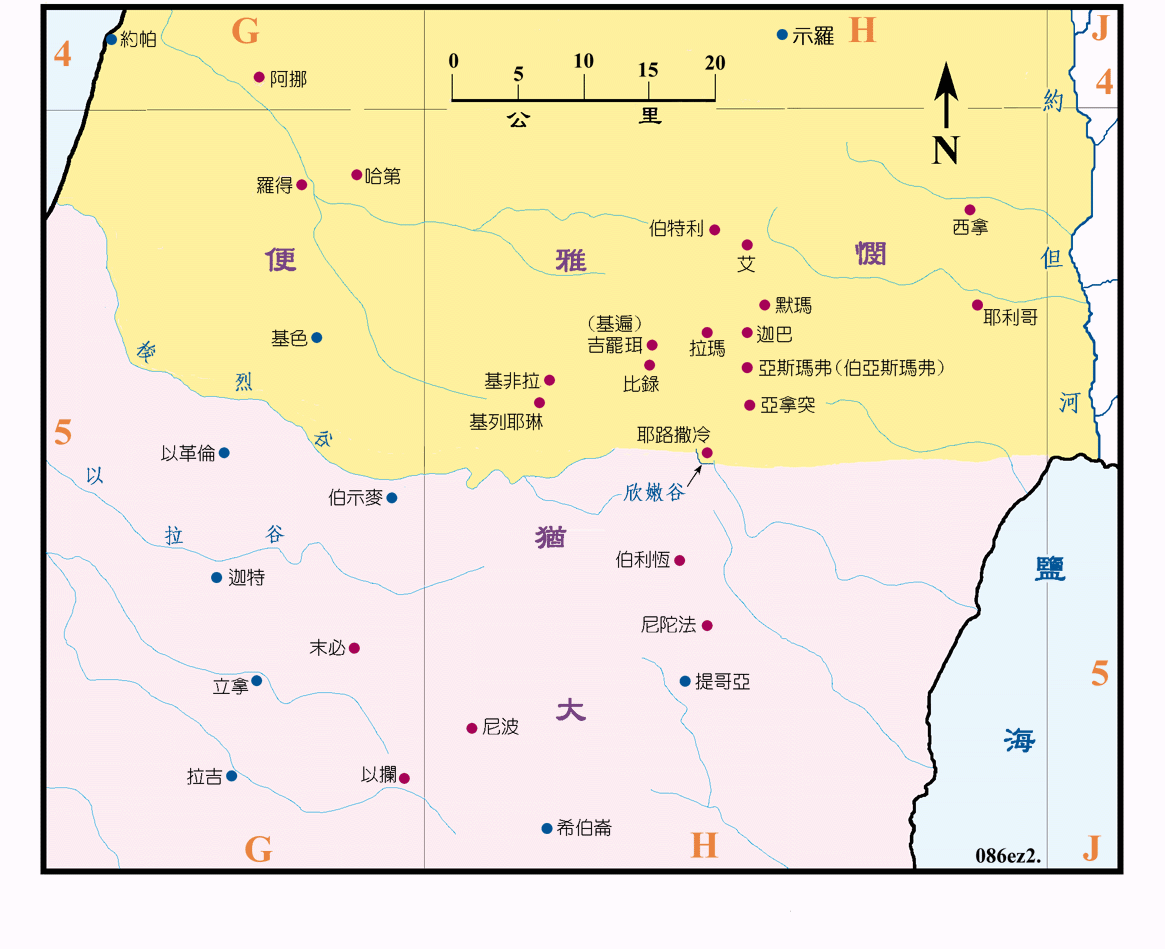 G
H
J
4
約帕
示羅
阿挪
0 5 10 15 20
公里
4
約
N
哈第
羅得
西拿
伯特利
艾
便雅憫
但
默瑪
耶利哥
(基遍)
吉罷珥
拉瑪
迦巴
基色
梭烈谷
比錄
亞斯瑪弗(伯亞斯瑪弗)
基非拉
基列耶琳
亞拿突
河
5
耶路撒冷
以革倫
以拉谷
伯示麥
欣嫩谷
猶大
伯利恆
鹽海
迦特
尼陀法
末必
立拿
提哥亞
5
尼波
拉吉
以攔
希伯崙
G
H
J
086ez2.